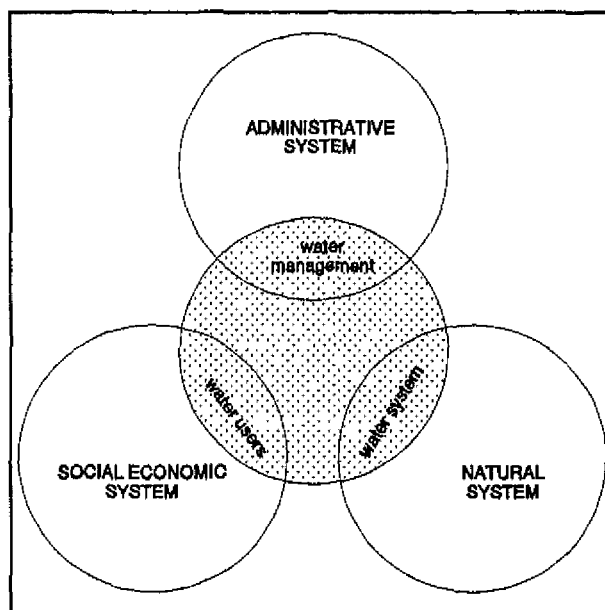 ADMINISTRATIVE
SYSTEM
water
management
water users
water system
SOCIAL ECONOMIC
SYSTEM
NATURAL
SYSTEM